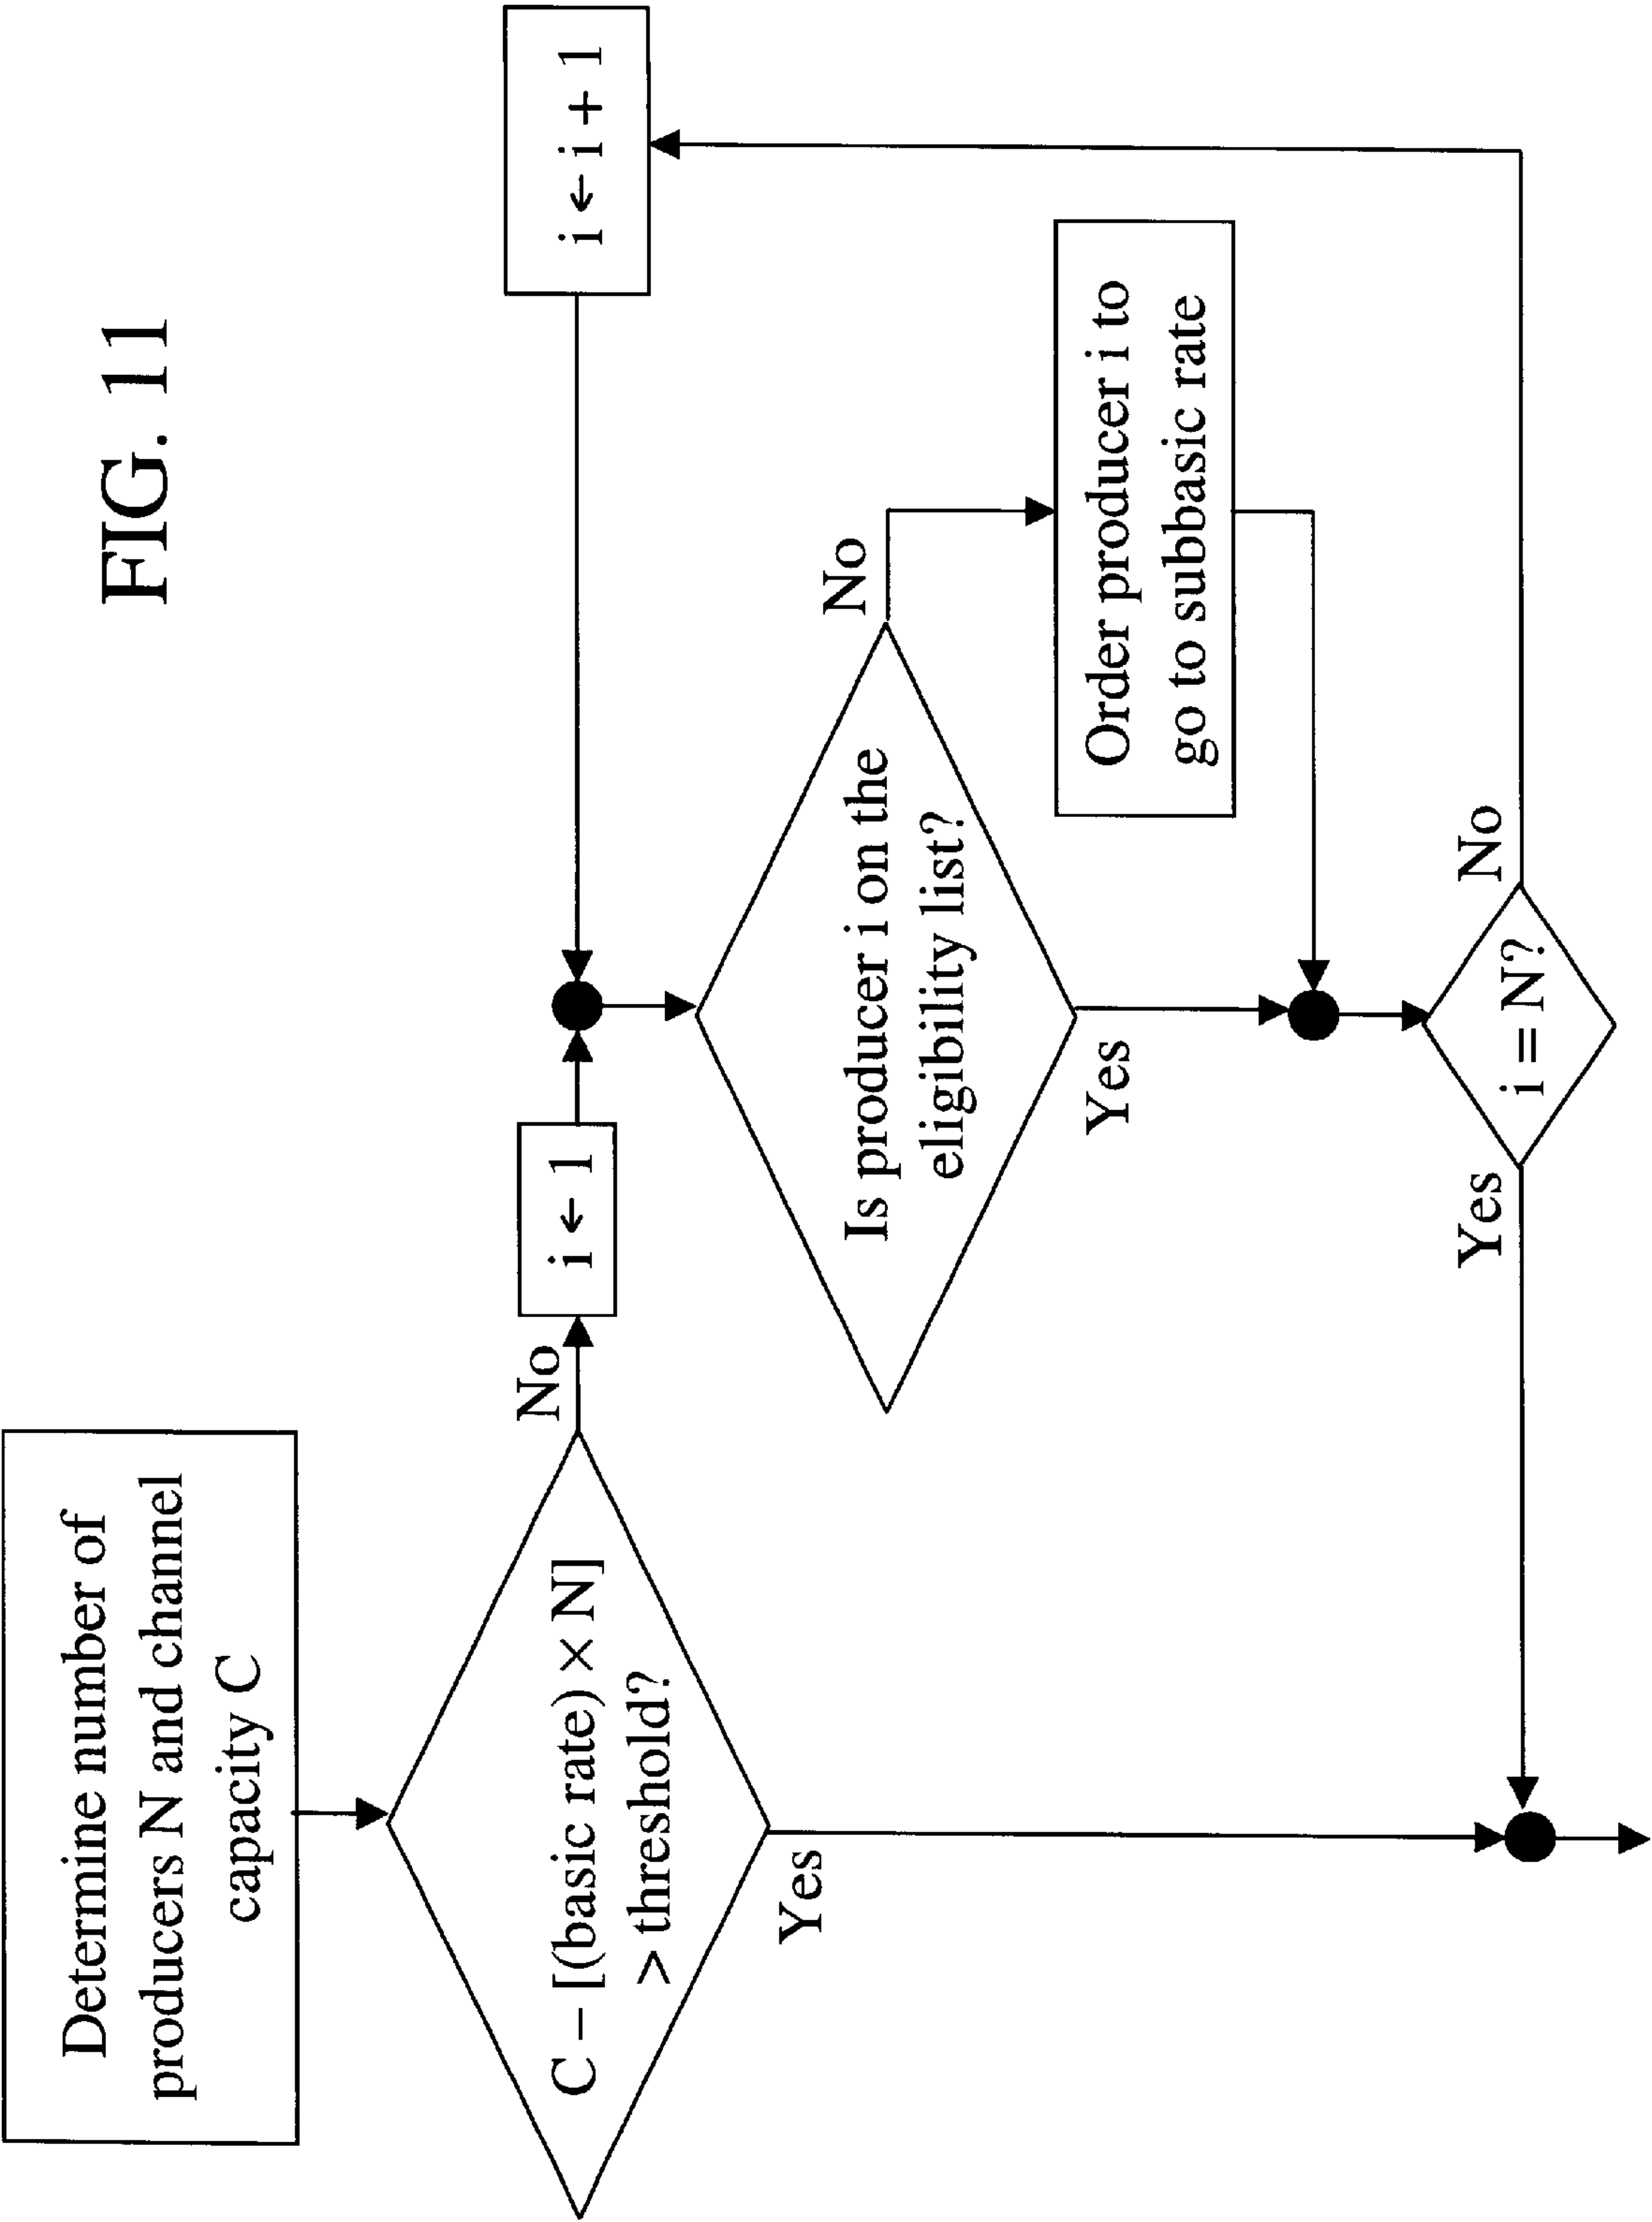 FIG. 11
Determine number of
producers N and channel
capacity C
C – [(basic rate) × N]
> threshold?
No
Yes
i ← 1
i ← i + 1
Is producer i on the
eligibility list?
No
Yes
Order producer i to
go to subbasic rate
i = N?
No
Yes